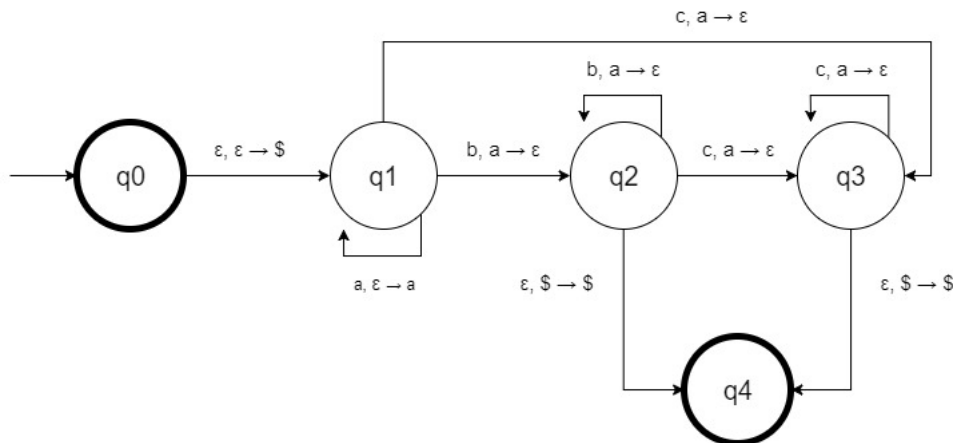 c, a → ε
b, a → ε
c, a → ε
ε, ε → $
b, a → ε
c, a → ε
q0
q1
q2
q3
a, ε → a
ε, $ → $
ε, $ → $
q4